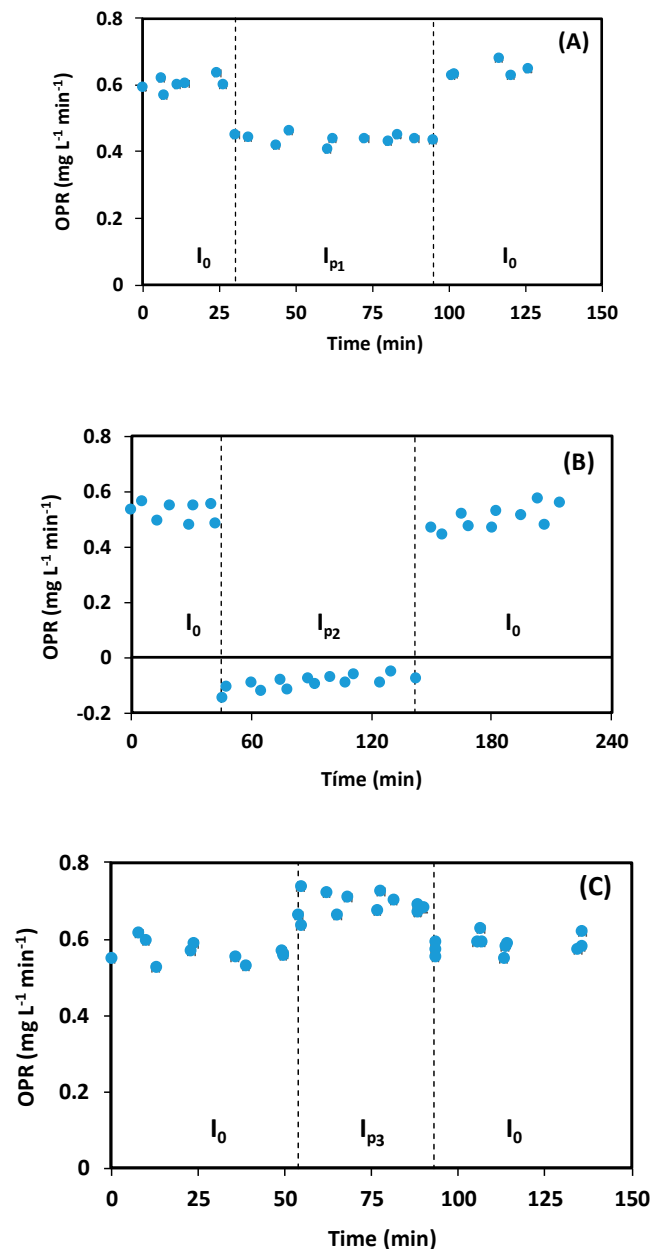 (A)
OPR (mg L⁻¹ min⁻¹)
0.8
0.6
0.4
0.2
0
I₀ Iₚ₁ I₀
0 25 50 75 100 125 150
Time (min)
(B)
OPR (mg L⁻¹ min⁻¹)
0.8
0.6
0.4
0.2
0
-0.2
I₀ Iₚ₂ I₀
0 60 120 180 240
Tíme (min)
(C)
OPR (mg L⁻¹ min⁻¹)
0.8
0.6
0.4
0.2
0
I₀ Iₚ₃ I₀
0 25 50 75 100 125 150
Time (min)